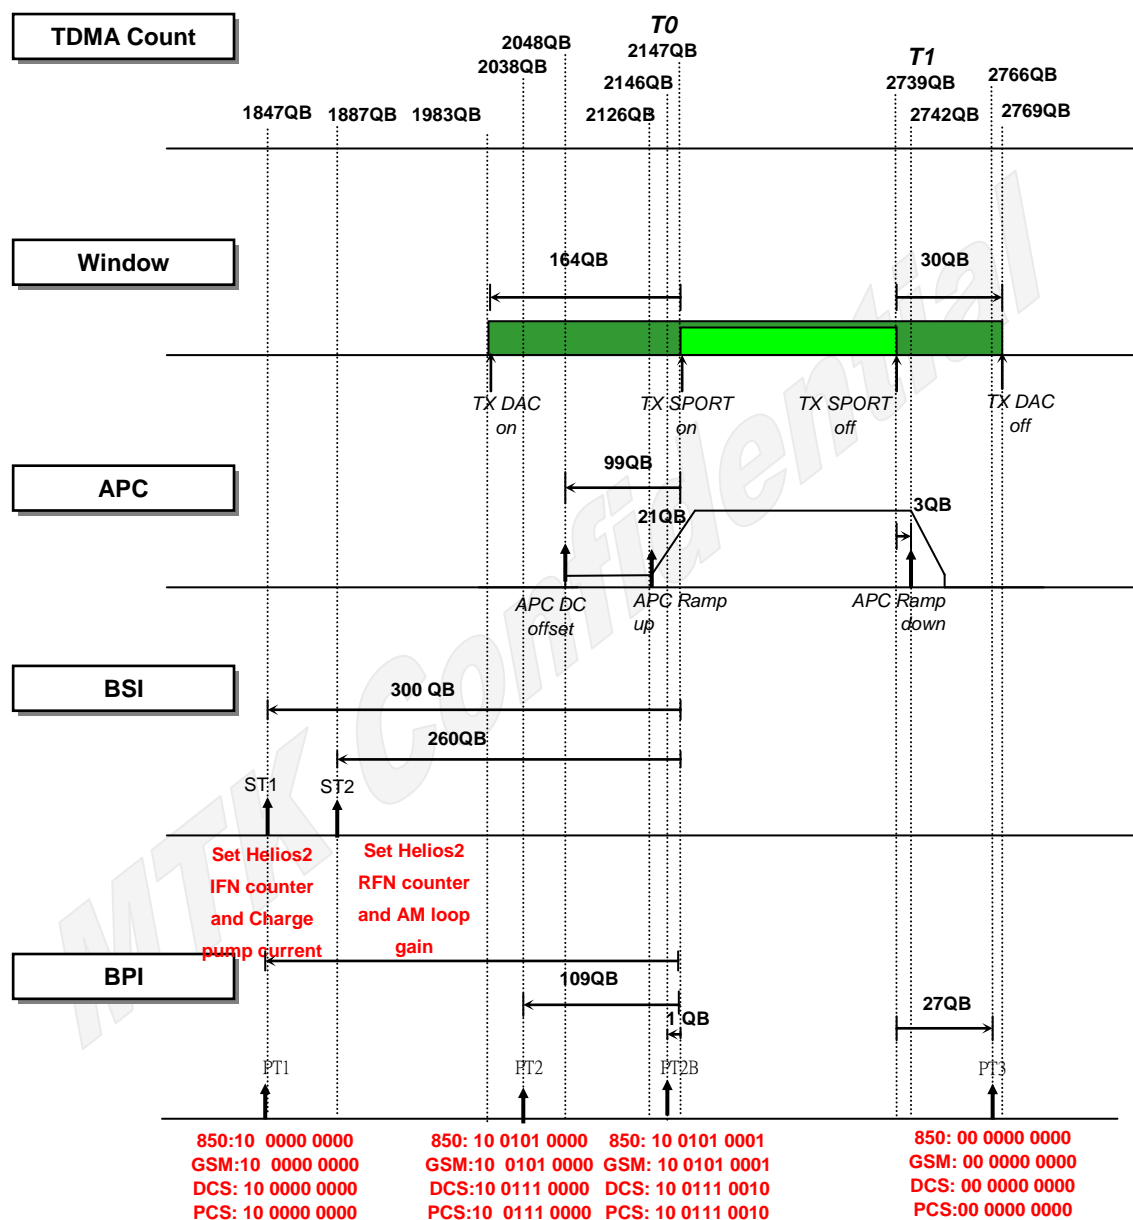 TDMA Count
T0
2048QB
2147QB
2038QB
2146QB
T1
2739QB
2766QB
1847QB
1887QB
1983QB
2126QB
2742QB
2769QB
Window
164QB
30QB
TX DAC
on
TX SPORT
on
TX SPORT
off
TX DAC
off
APC
99QB
21QB
3QB
APC DC
offset
APC Ramp
up
APC Ramp
down
BSI
300 QB
260QB
ST1
ST2
Set Helios2
IFN counter
and Charge
pump current
Set Helios2
RFN counter
and AM loop
gain
BPI
109QB
1 QB
27QB
PT1
PT2
PT2B
PT3
850:10  0000 0000
GSM:10  0000 0000
DCS: 10 0000 0000
PCS: 10 0000 0000
850: 10 0101 0000
GSM:10  0101 0000
DCS:10 0111 0000
PCS:10  0111 0000
850: 10 0101 0001
GSM: 10 0101 0001
DCS: 10 0111 0010
PCS: 10 0111 0010
850: 00 0000 0000
GSM: 00 0000 0000
DCS: 00 0000 0000
PCS:00 0000 0000
MTK Confidential